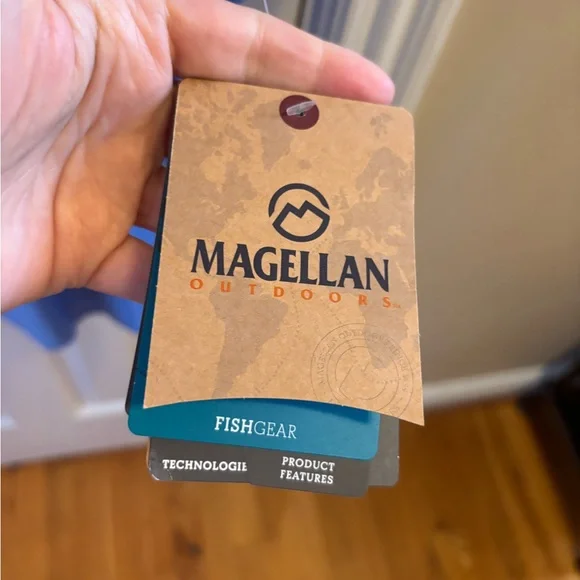 MAGELLAN
OUTDOORS
FISHGEAR
TECHNOLOGIE
PRODUCT
FEATURES